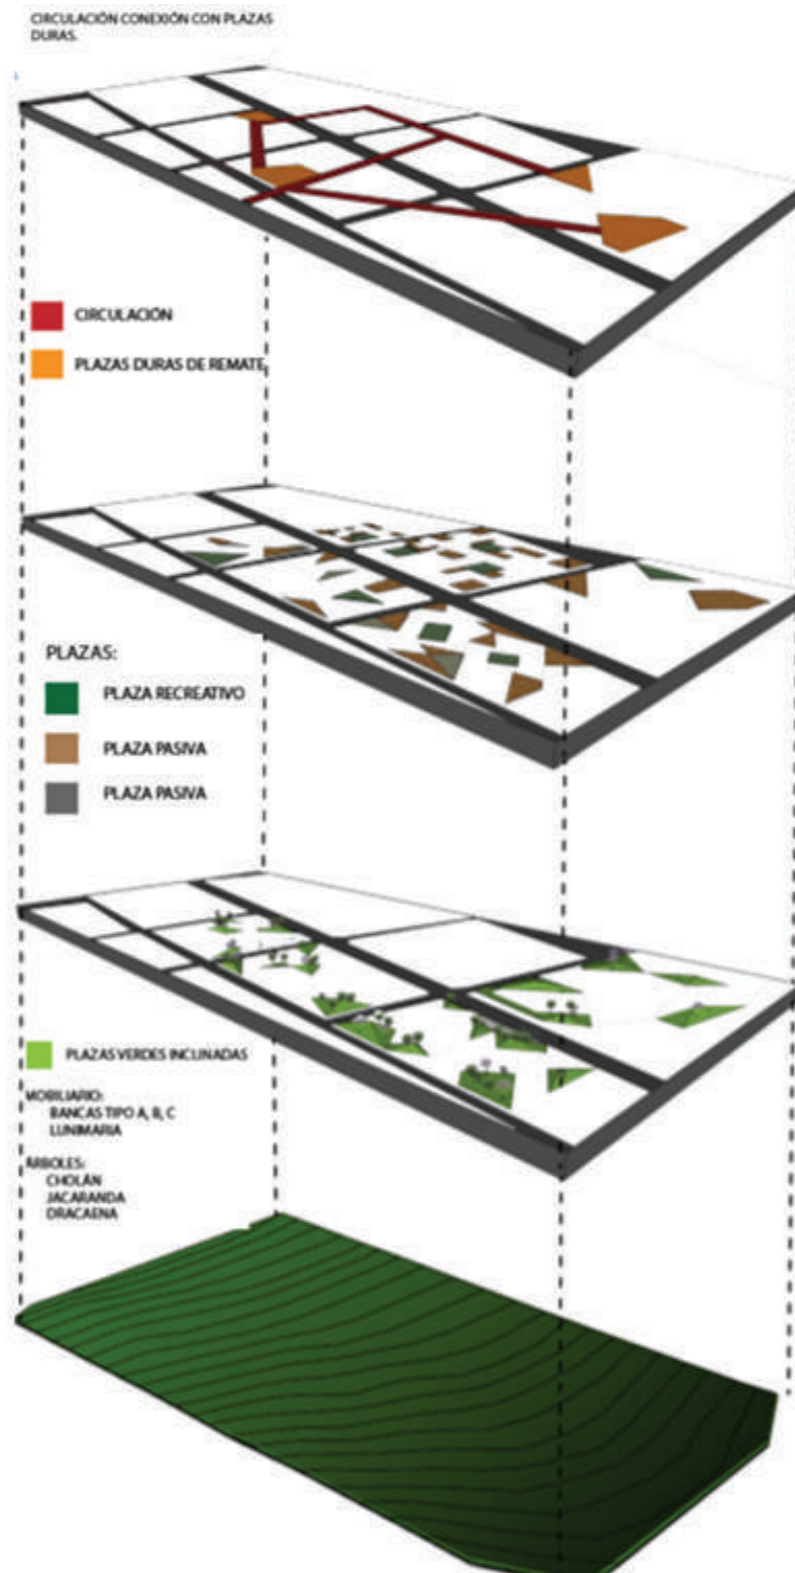 CIRCULACIÓN CONEXIÓN CON PLAZAS
DURAS.
CIRCULACIÓN
PLAZAS DURAS DE REMATE
PLAZAS:
PLAZA RECREATIVO
PLAZA PASIVA
PLAZA PASIVA
PLAZAS VERDES INCLINADAS
MOBILIARIO:
BANCAS TIPO A, B, C
LUNIMARIA
ÁRBOLES:
CHOLÁN
JACARANDA
DRACAENA